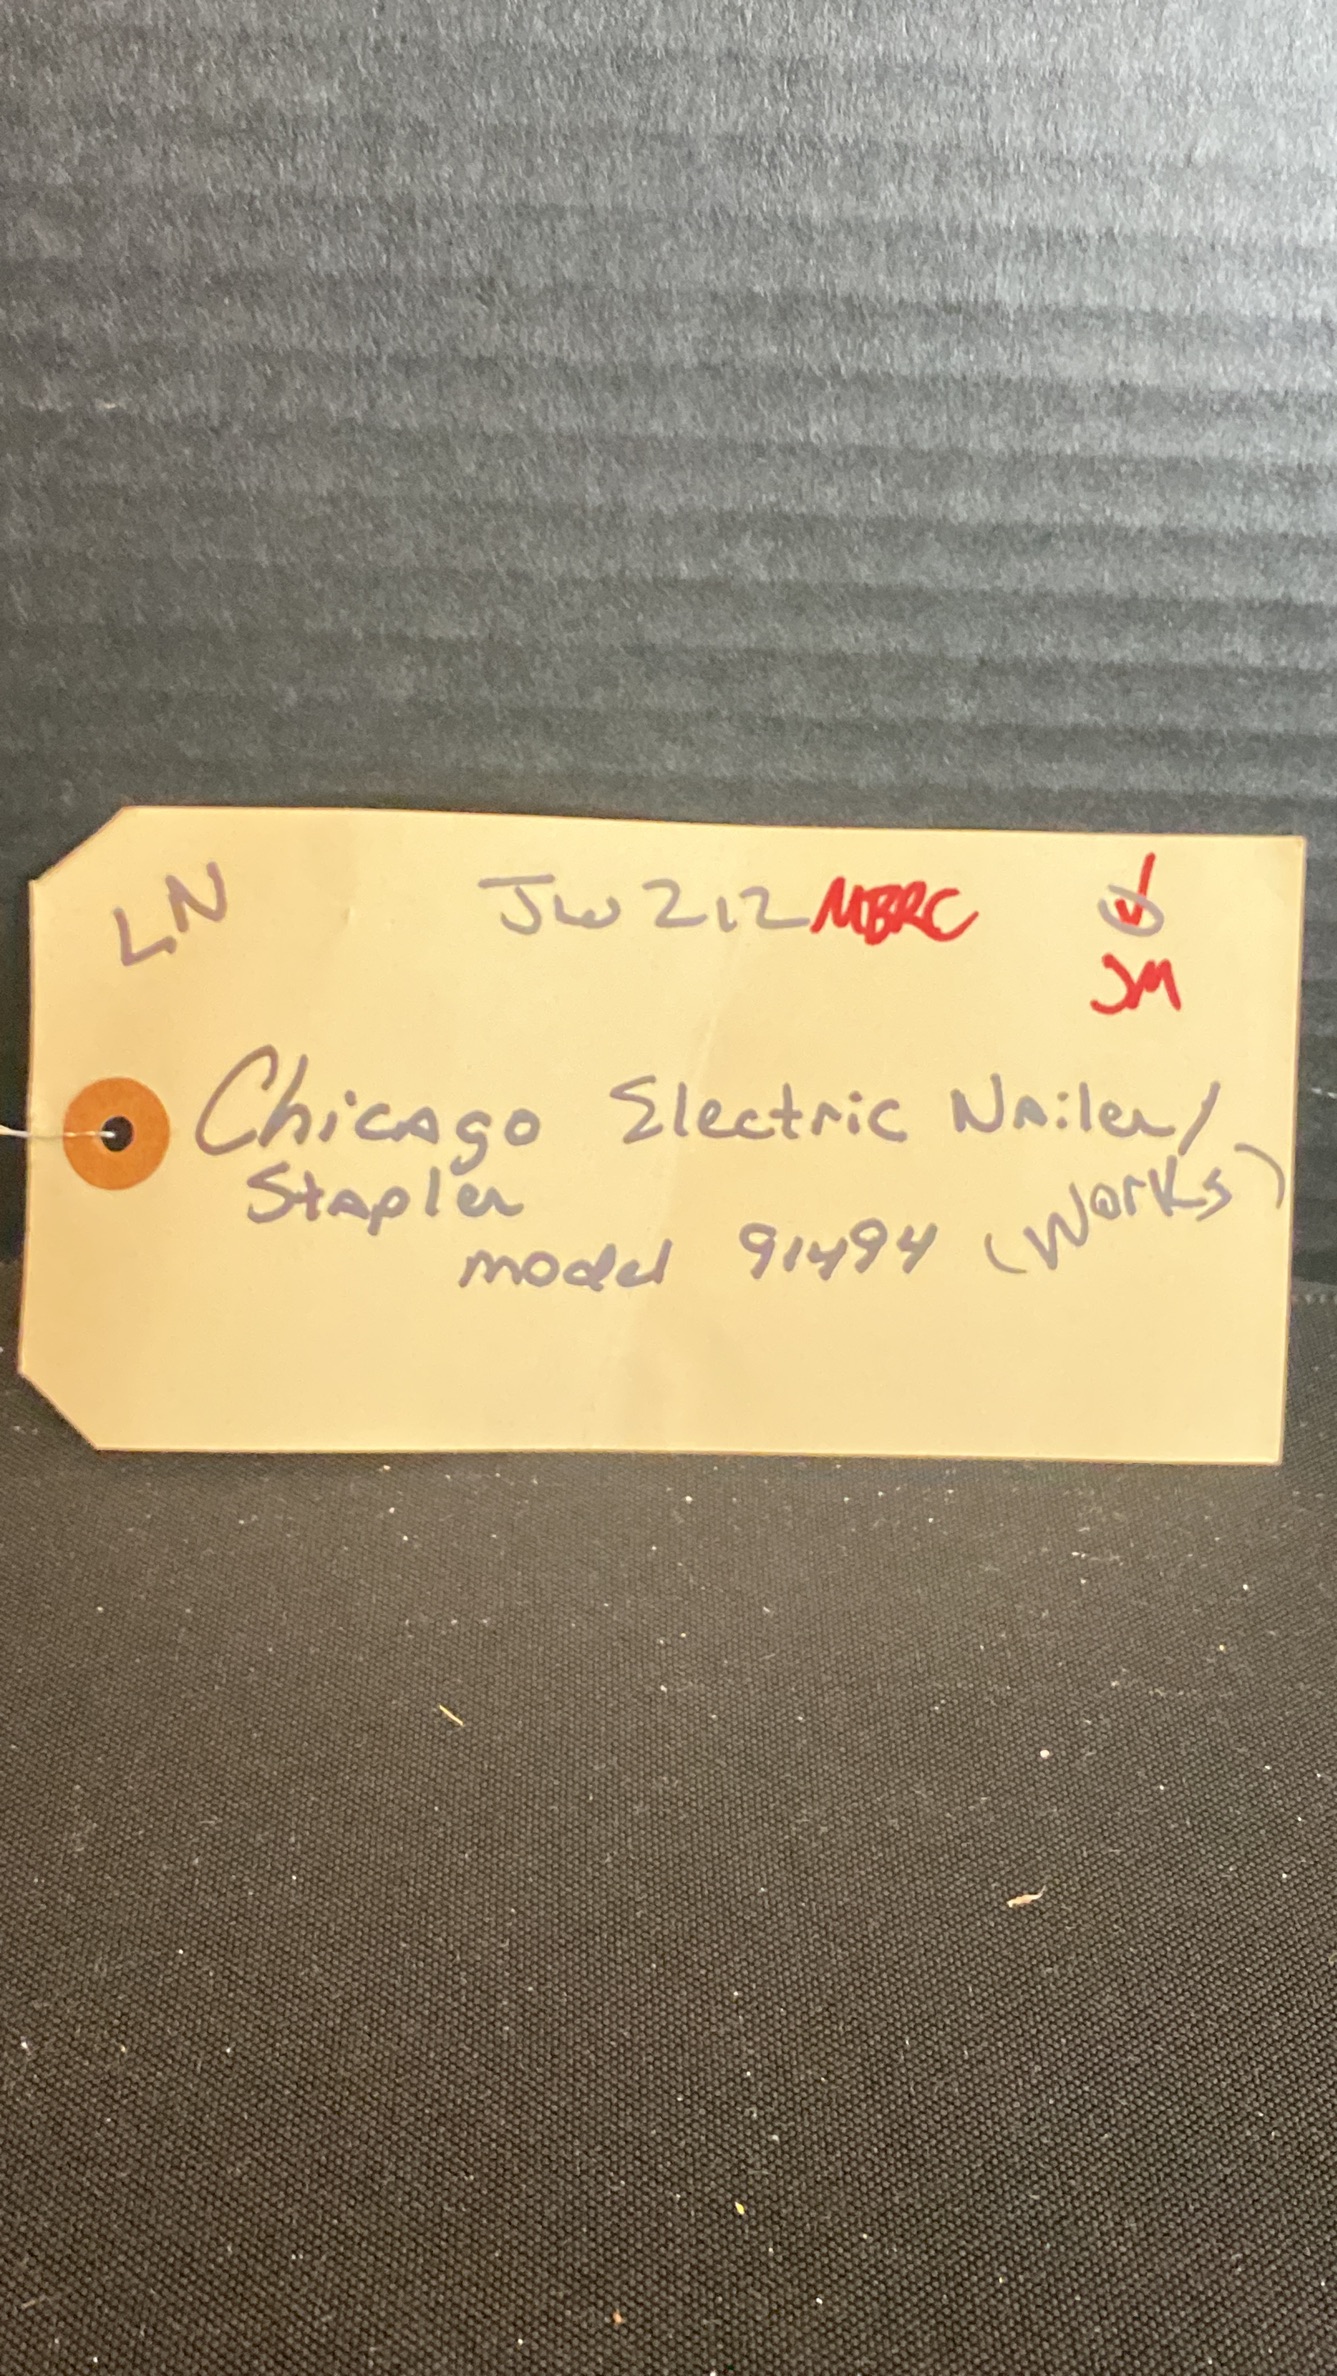 LN JW212 MBRC
JM
Chicago Electric Nailer/
Stapler
model 91494 (Works)